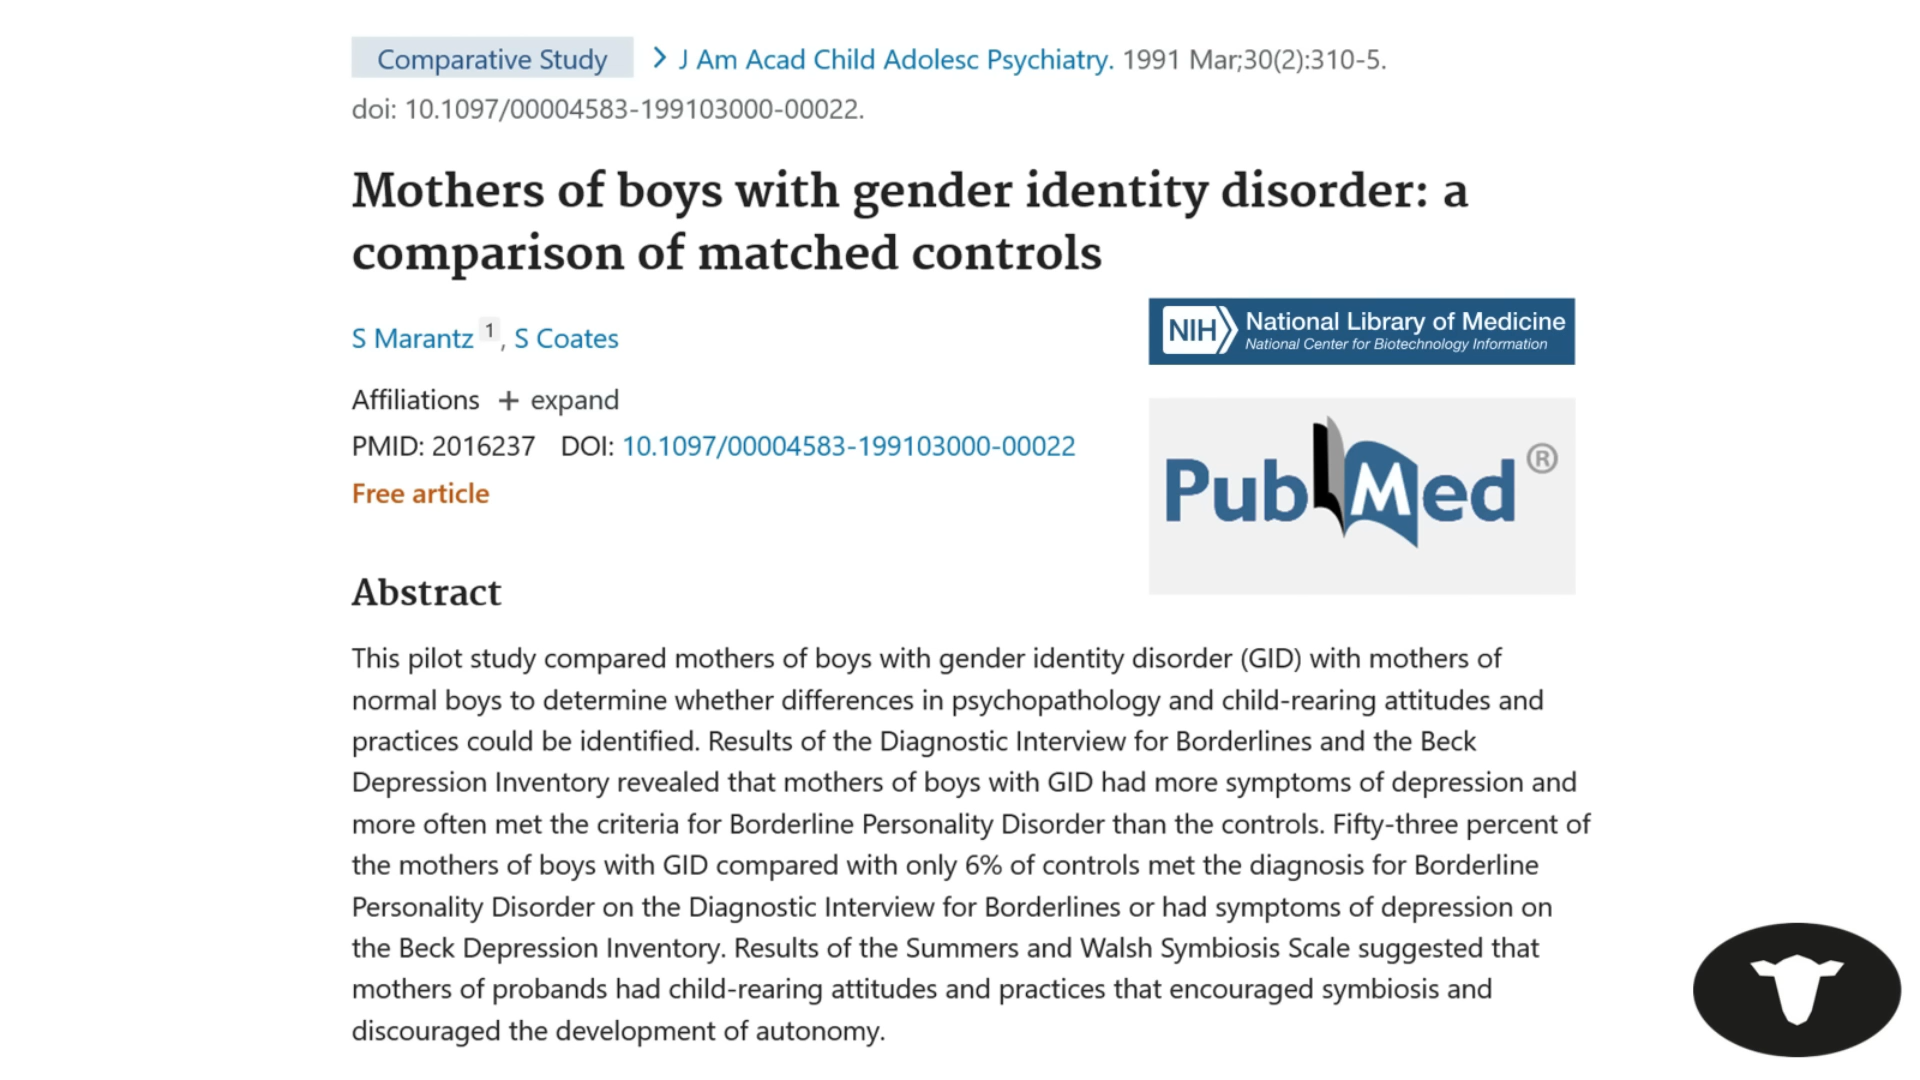 Comparative Study > J Am Acad Child Adolesc Psychiatry. 1991 Mar;30(2):310-5.
doi: 10.1097/00004583-199103000-00022.
Mothers of boys with gender identity disorder: a
comparison of matched controls
S Marantz 1, S Coates
NIH National Library of Medicine
National Center for Biotechnology Information
Affiliations + expand
PMID: 2016237 DOI: 10.1097/00004583-199103000-00022
Free article
PubMed ®
Abstract
This pilot study compared mothers of boys with gender identity disorder (GID) with mothers of
normal boys to determine whether differences in psychopathology and child-rearing attitudes and
practices could be identified. Results of the Diagnostic Interview for Borderlines and the Beck
Depression Inventory revealed that mothers of boys with GID had more symptoms of depression and
more often met the criteria for Borderline Personality Disorder than the controls. Fifty-three percent of
the mothers of boys with GID compared with only 6% of controls met the diagnosis for Borderline
Personality Disorder on the Diagnostic Interview for Borderlines or had symptoms of depression on
the Beck Depression Inventory. Results of the Summers and Walsh Symbiosis Scale suggested that
mothers of probands had child-rearing attitudes and practices that encouraged symbiosis and
discouraged the development of autonomy.